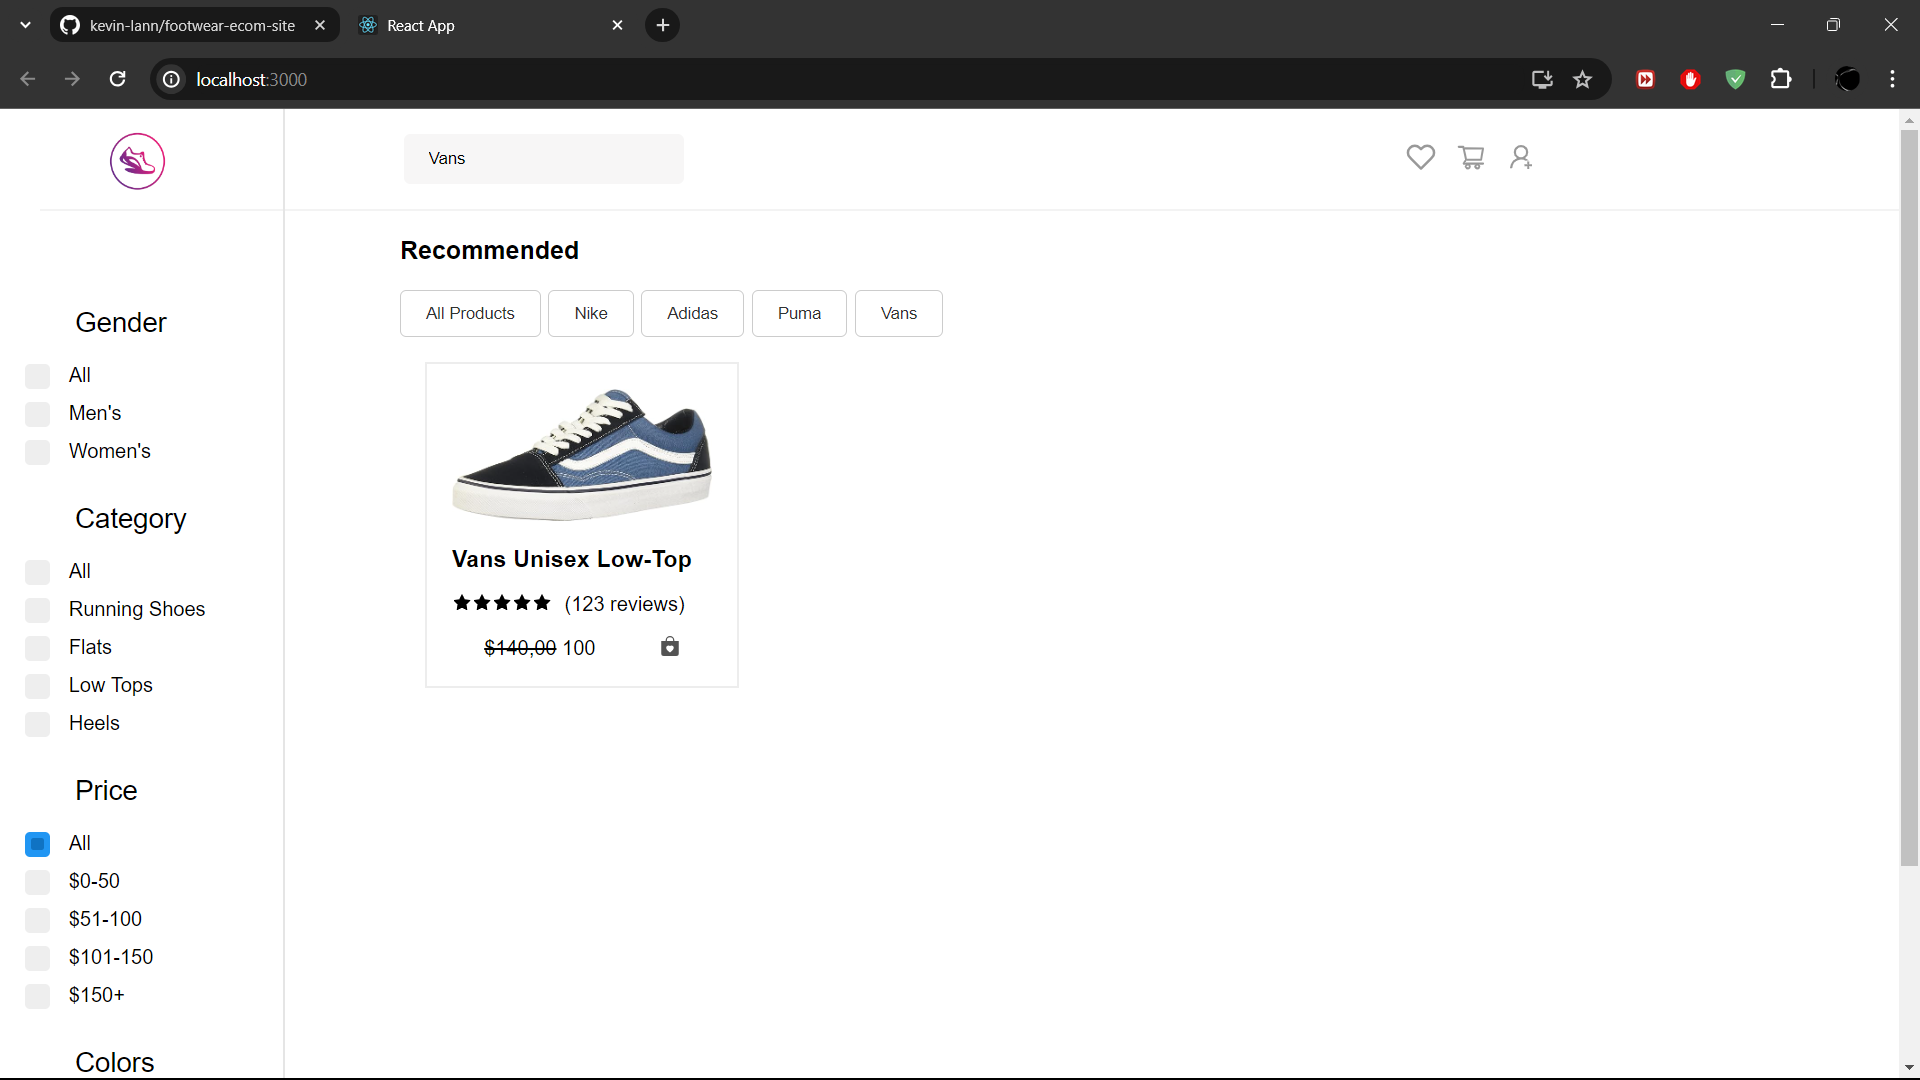 kevin-lann/footwear-ecom-site
React App
localhost:3000
Vans
Recommended
All Products
Nike
Adidas
Puma
Vans
Gender
All
Men's
Women's
Category
All
Running Shoes
Flats
Low Tops
Heels
Price
All
$0-50
$51-100
$101-150
$150+
Colors
Vans Unisex Low-Top
(123 reviews)
$140,00 100